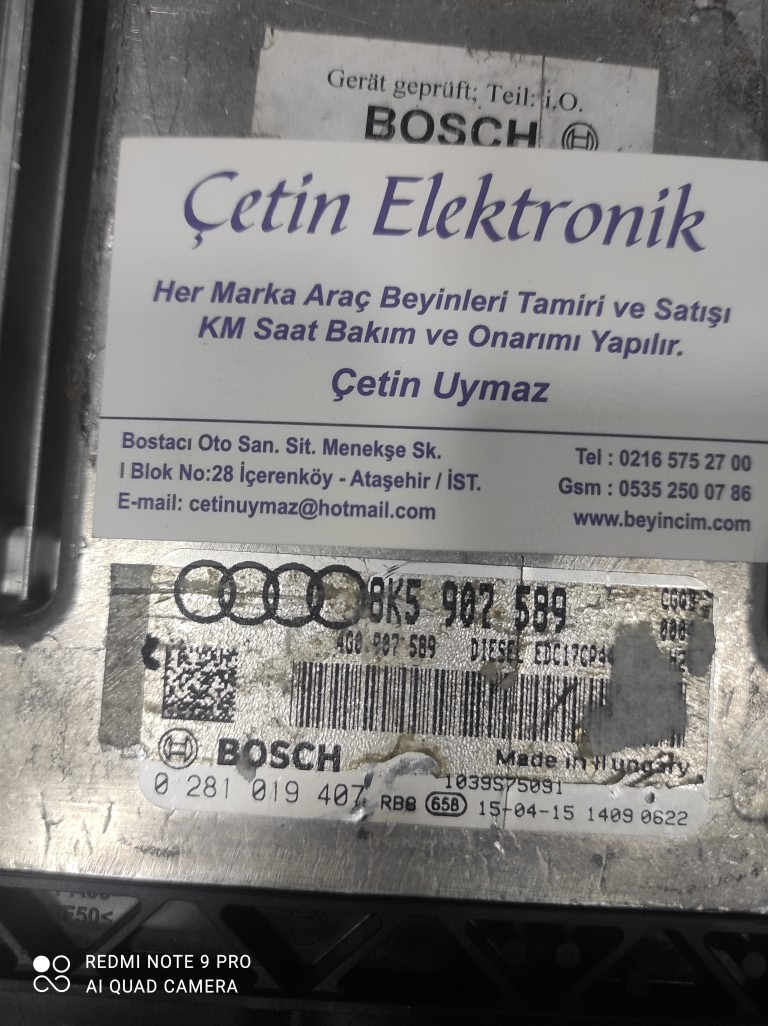 Gerät geprüft; Teil: i.O.
BOSCH
Çetin Elektronik
Her Marka Araç Beyinleri Tamiri ve Satışı
KM Saat Bakım ve Onarımı Yapılır.
Çetin Uymaz
Bostacı Oto San. Sit. Menekşe Sk.
I Blok No:28 İçerenköy - Ataşehir / İST.
E-mail: cetinuymaz@hotmail.com
Tel : 0216 575 27 00
Gsm : 0535 250 07 86
www.beyincim.com
8K5 907 589
4G0 907 589 DIESEL
BOSCH
Made in Hungary
0 281 019 407
1039S75091
RB8 658 15-04-15 1409 0622
REDMI NOTE 9 PRO
AI QUAD CAMERA